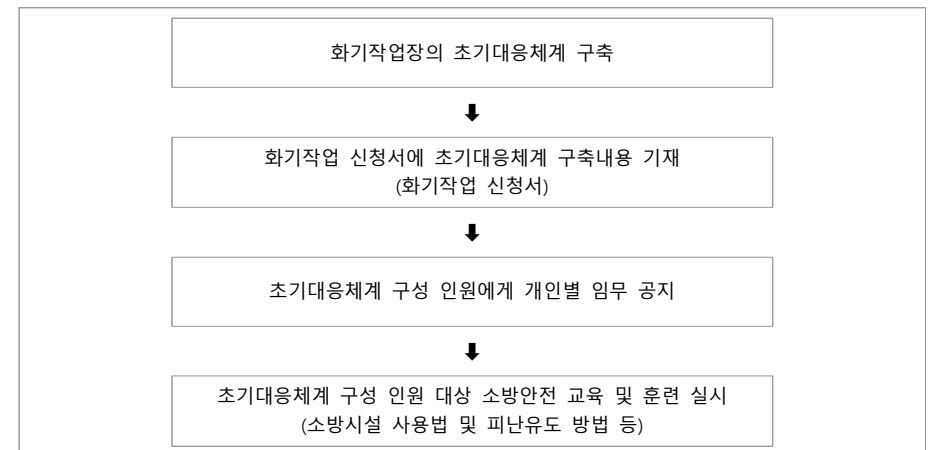 화기작업장의 초기대응체계 구축
화기작업 신청서에 초기대응체계 구축내용 기재
(화기작업 신청서)
초기대응체계 구성 인원에게 개인별 임무 공지
초기대응체계 구성 인원 대상 소방안전 교육 및 훈련 실시
(소방시설 사용법 및 피난유도 방법 등)